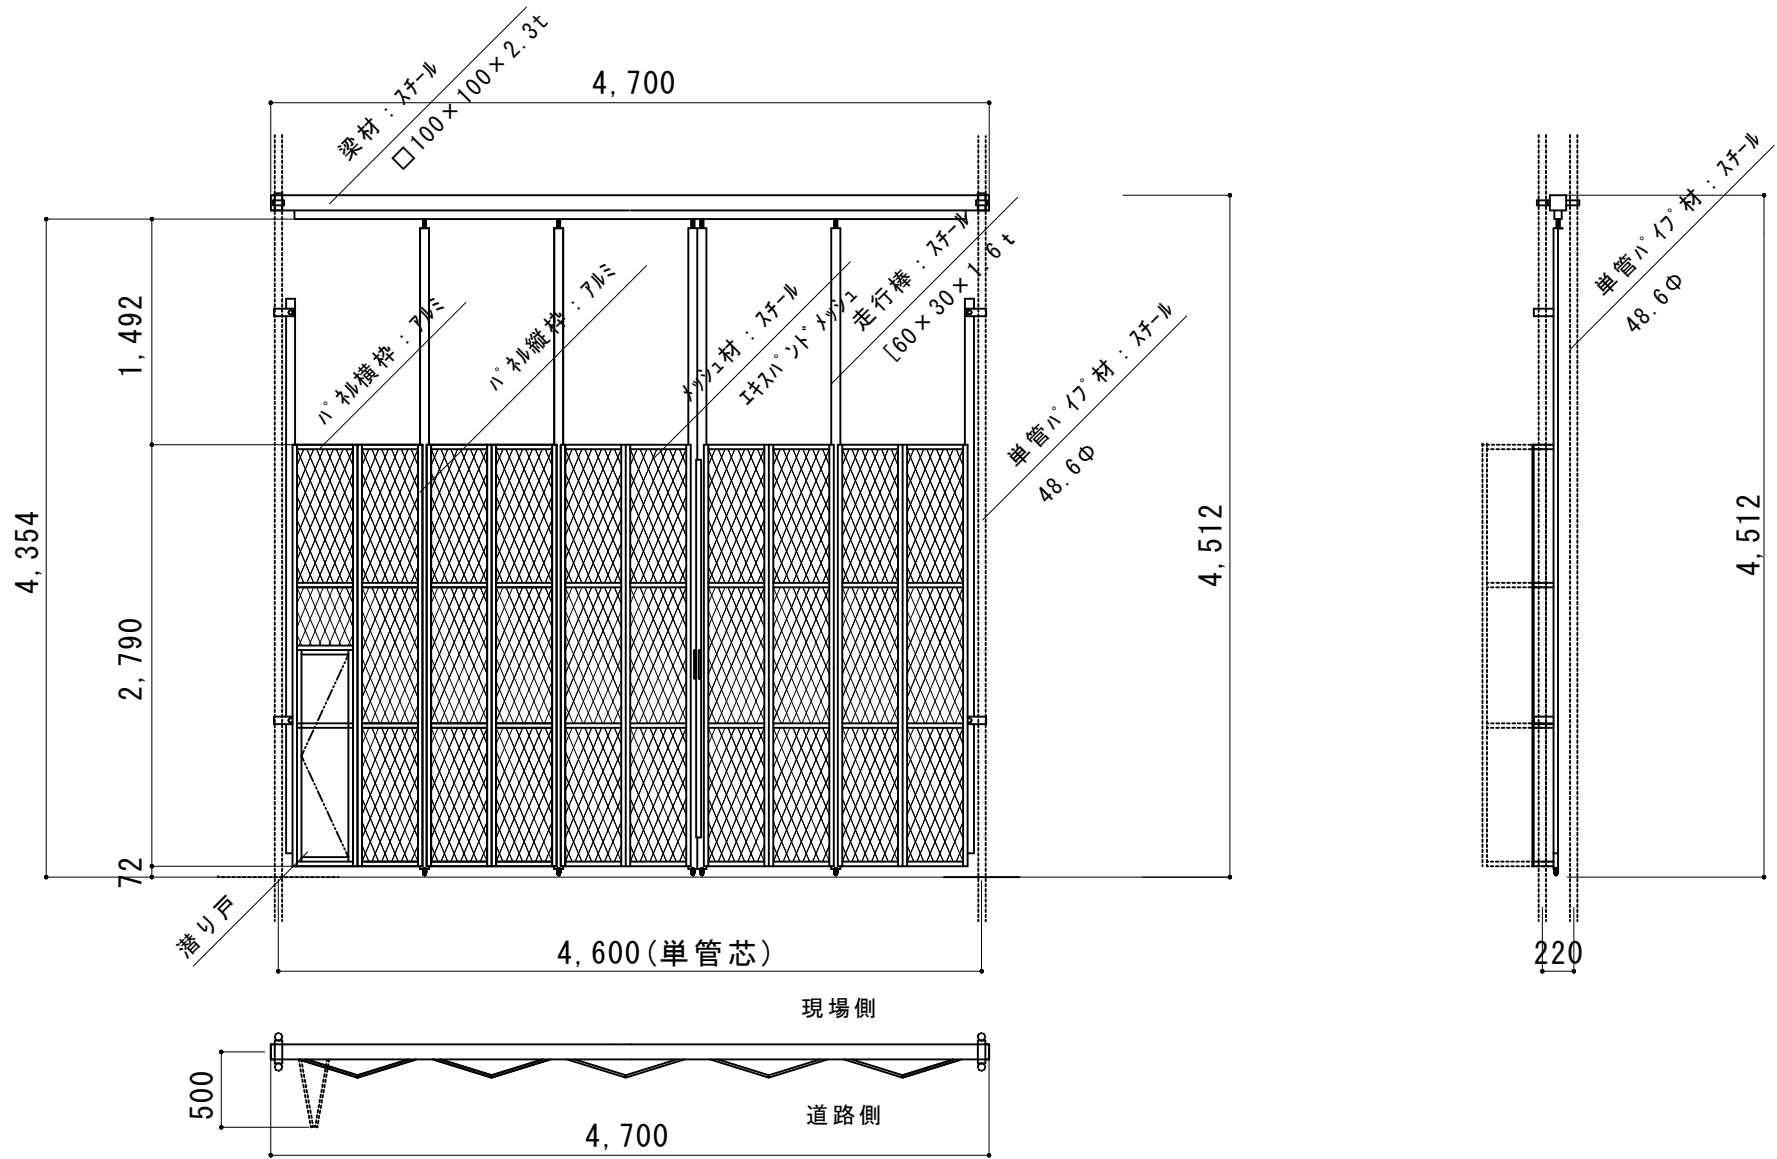 4,700
梁材：ｽﾁｰﾙ
□100×100×2.3t
ﾊﾟﾈﾙ横枠：ｱﾙﾐ
ﾊﾟﾈﾙ縦枠：ｱﾙﾐ
ﾒｯｼｭ材：ｽﾁｰﾙ
ｴｷｽﾊﾟﾝﾄﾞﾒｯｼｭ
走行棒：ｽﾁｰﾙ
[60×30×1.6t
単管ﾊﾟｲﾌﾟ材：ｽﾁｰﾙ
48.6Φ
単管ﾊﾟｲﾌﾟ材：ｽﾁｰﾙ
48.6Φ
4,354
1,492
2,790
72
4,512
4,512
潜り戸
4,600(単管芯)
220
現場側
500
道路側
4,700